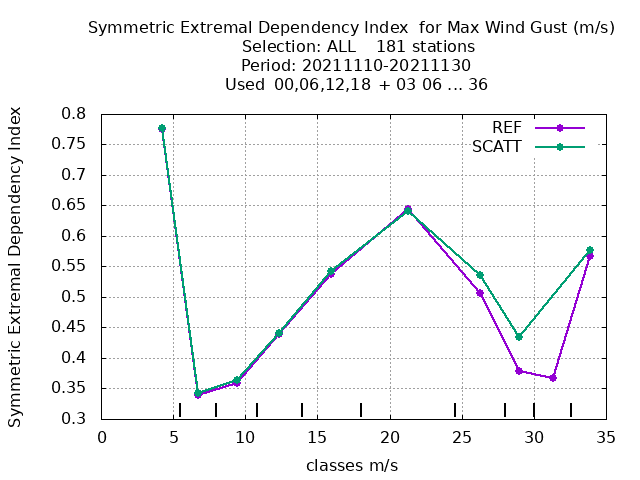 Symmetric Extremal Dependency Index for Max Wind Gust (m/s)
Selection: ALL 181 stations
Period: 20211110-20211130
Used 00,06,12,18 + 03 06 ... 36
Symmetric Extremal Dependency Index
0.8
0.75
0.7
0.65
0.6
0.55
0.5
0.45
0.4
0.35
0.3
REF
SCATT
0 5 10 15 20 25 30 35
classes m/s